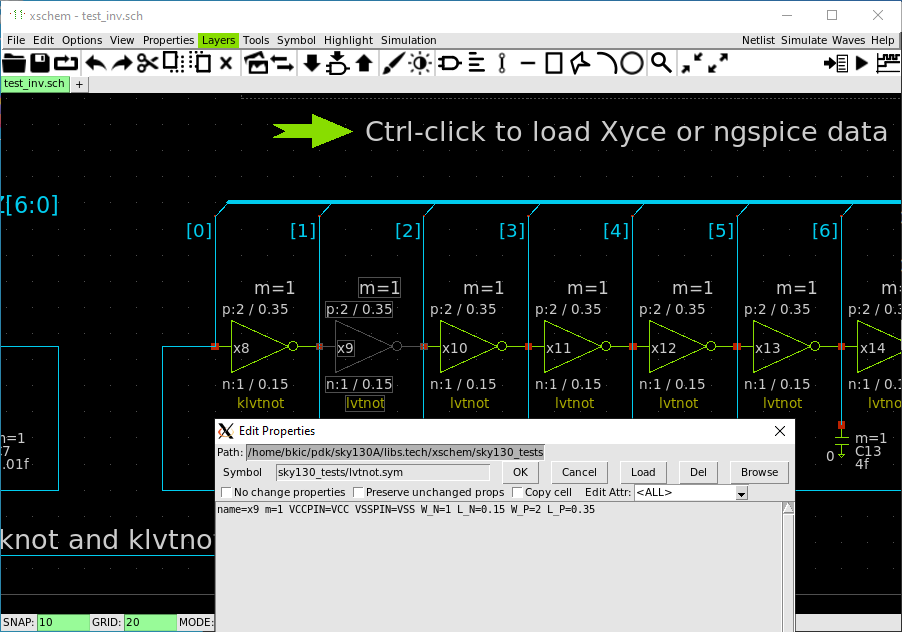 xschem - test_inv.sch
File Edit Options View Properties Layers Tools Symbol Highlight Simulation Netlist Simulate Waves Help
test_inv.sch +
Ctrl-click to load Xyce or ngspice data
[6:0]
[0] [1] [2] [3] [4] [5] [6]
m=1 m=1 m=1 m=1 m=1 m=1
p:2 / 0.35 p:2 / 0.35 p:2 / 0.35 p:2 / 0.35 p:2 / 0.35 p:2 / 0.35 p:2 / 0.
x8 x9 x10 x11 x12 x13 x14
n:1 / 0.15 n:1 / 0.15 n:1 / 0.15 n:1 / 0.15 n:1 / 0.15 n:1 / 0.15 n:1 / 0.
klvtnot lvtnot lvtnot lvtnot lvtnot lvtnot lvtno
m=1
7
.01f
m=1
C13
4f
0
knot and klvtno
Edit Properties
Path: /home/bkic/pdk/sky130A/libs.tech/xschem/sky130_tests
Symbol sky130_tests/lvtnot.sym OK Cancel Load Del Browse
No change properties Preserve unchanged props Copy cell Edit Attr: <ALL>
name=x9 m=1 VCCPIN=VCC VSSPIN=VSS W_N=1 L_N=0.15 W_P=2 L_P=0.35
SNAP: 10 GRID: 20 MODE: